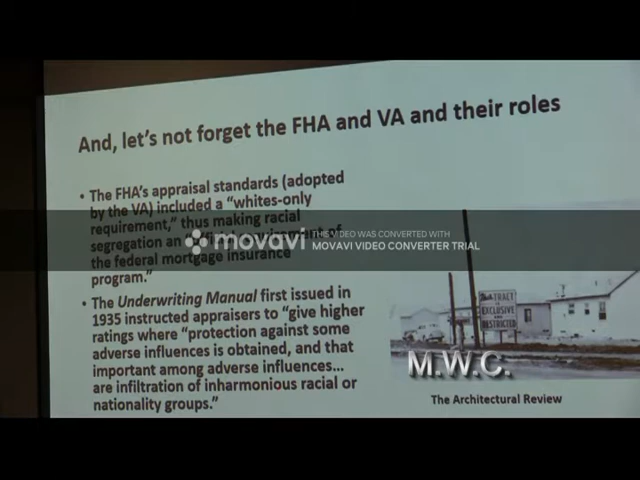 And, let's not forget the FHA and VA and their roles
• The FHA's appraisal standards (adopted
by the VA) included a "whites-only
requirement," thus making racial
segregation an
the federal mortgage insurance
program."
• The Underwriting Manual first issued in
1935 instructed appraisers to "give higher
ratings where "protection against some
adverse influences is obtained, and that
important among adverse influences...
are infiltration of inharmonious racial or
nationality groups."
movavi
THIS VIDEO WAS CONVERTED WITH
MOVAVI VIDEO CONVERTER TRIAL
TRACT IS
EXCLUSIVE
AND
RESTRICTED
M.W.C.
The Architectural Review